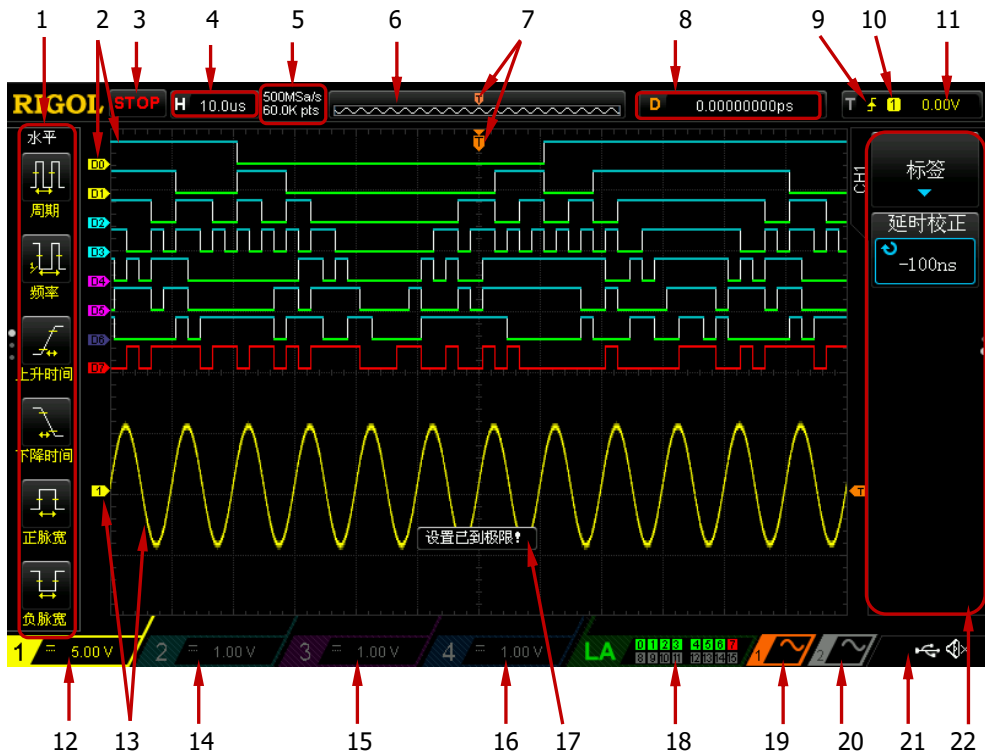 1 2 3 4 5 6 7 8 9 10 11
RIGOL STOP H 10.0us 500MSa/s D 0.00000000ps T 1 0.00V
60.0K pts
T
水平
周期
频率
上升时间
下降时间
正脉宽
负脉宽
T
D0
D1
D2
D3
D4
D5
D6
D7
1
T
设置已到极限!
CH1
标签
延时校正
-100ns
1 5.00 V 2 1.00 V 3 1.00 V 4 1.00 V LA 0 1 2 3 4 5 6 7 1 2
8 9 10 11 12 13 14 15
12 13 14 15 16 17 18 19 20 21 22